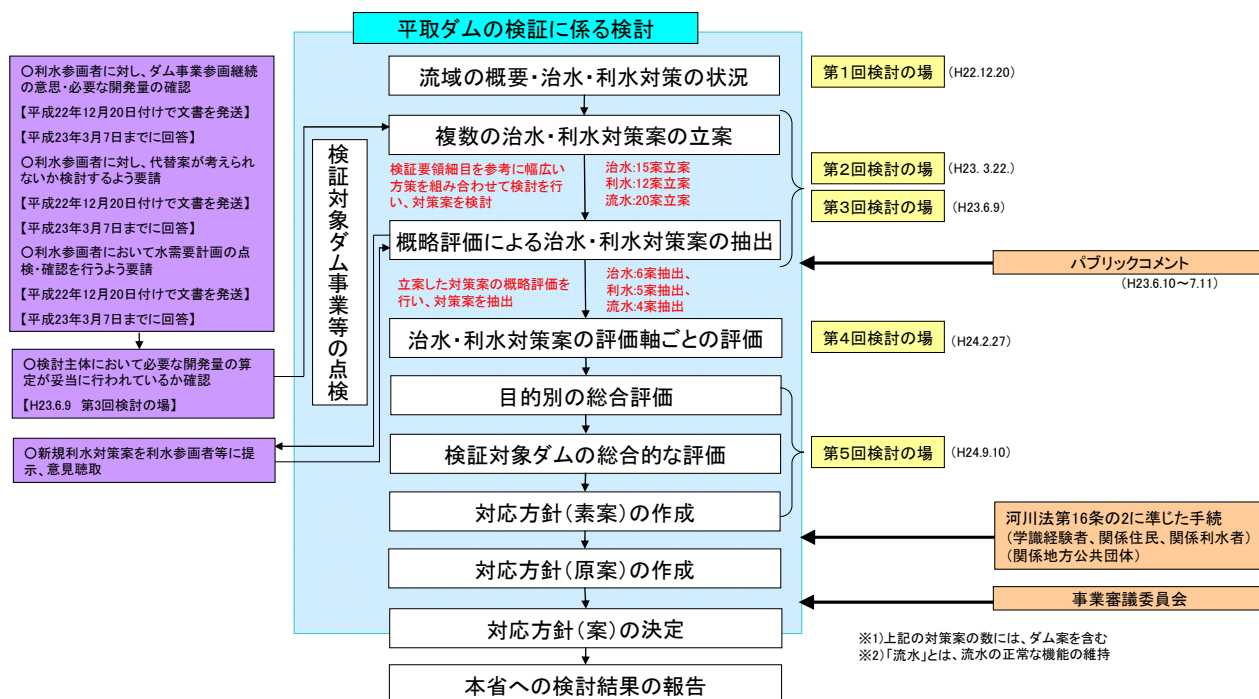 平取ダムの検証に係る検討
〇利水参画者に対し、ダム事業参画継続
の意思・必要な開発量の確認
【平成22年12月20日付けで文書を発送】
【平成23年3月7日までに回答】
〇利水参画者に対し、代替案が考えられ
ないか検討するよう要請
【平成22年12月20日付けで文書を発送】
【平成23年3月7日までに回答】
〇利水参画者において水需要計画の点
検・確認を行うよう要請
【平成22年12月20日付けで文書を発送】
【平成23年3月7日までに回答】
〇検討主体において必要な開発量の算
定が妥当に行われているか確認
【H23.6.9 第3回検討の場】
〇新規利水対策案を利水参画者等に提
示、意見聴取
検証対象ダム事業等の点検
流域の概要・治水・利水対策の状況
複数の治水・利水対策案の立案
検証要領細目を参考に幅広い
方策を組み合わせて検討を行
い、対策案を検討
治水:15案立案
利水:12案立案
流水:20案立案
概略評価による治水・利水対策案の抽出
立案した対策案の概略評価を
行い、対策案を抽出
治水:6案抽出、
利水:5案抽出、
流水:4案抽出
治水・利水対策案の評価軸ごとの評価
目的別の総合評価
検証対象ダムの総合的な評価
対応方針(素案)の作成
対応方針(原案)の作成
対応方針(案)の決定
本省への検討結果の報告
第1回検討の場 (H22.12.20)
第2回検討の場 (H23. 3.22.)
第3回検討の場 (H23.6.9)
パブリックコメント
(H23.6.10～7.11)
第4回検討の場 (H24.2.27)
第5回検討の場 (H24.9.10)
河川法第16条の2に準じた手続
(学識経験者、関係住民、関係利水者)
(関係地方公共団体)
事業審議委員会
※1)上記の対策案の数には、ダム案を含む
※2)「流水」とは、流水の正常な機能の維持